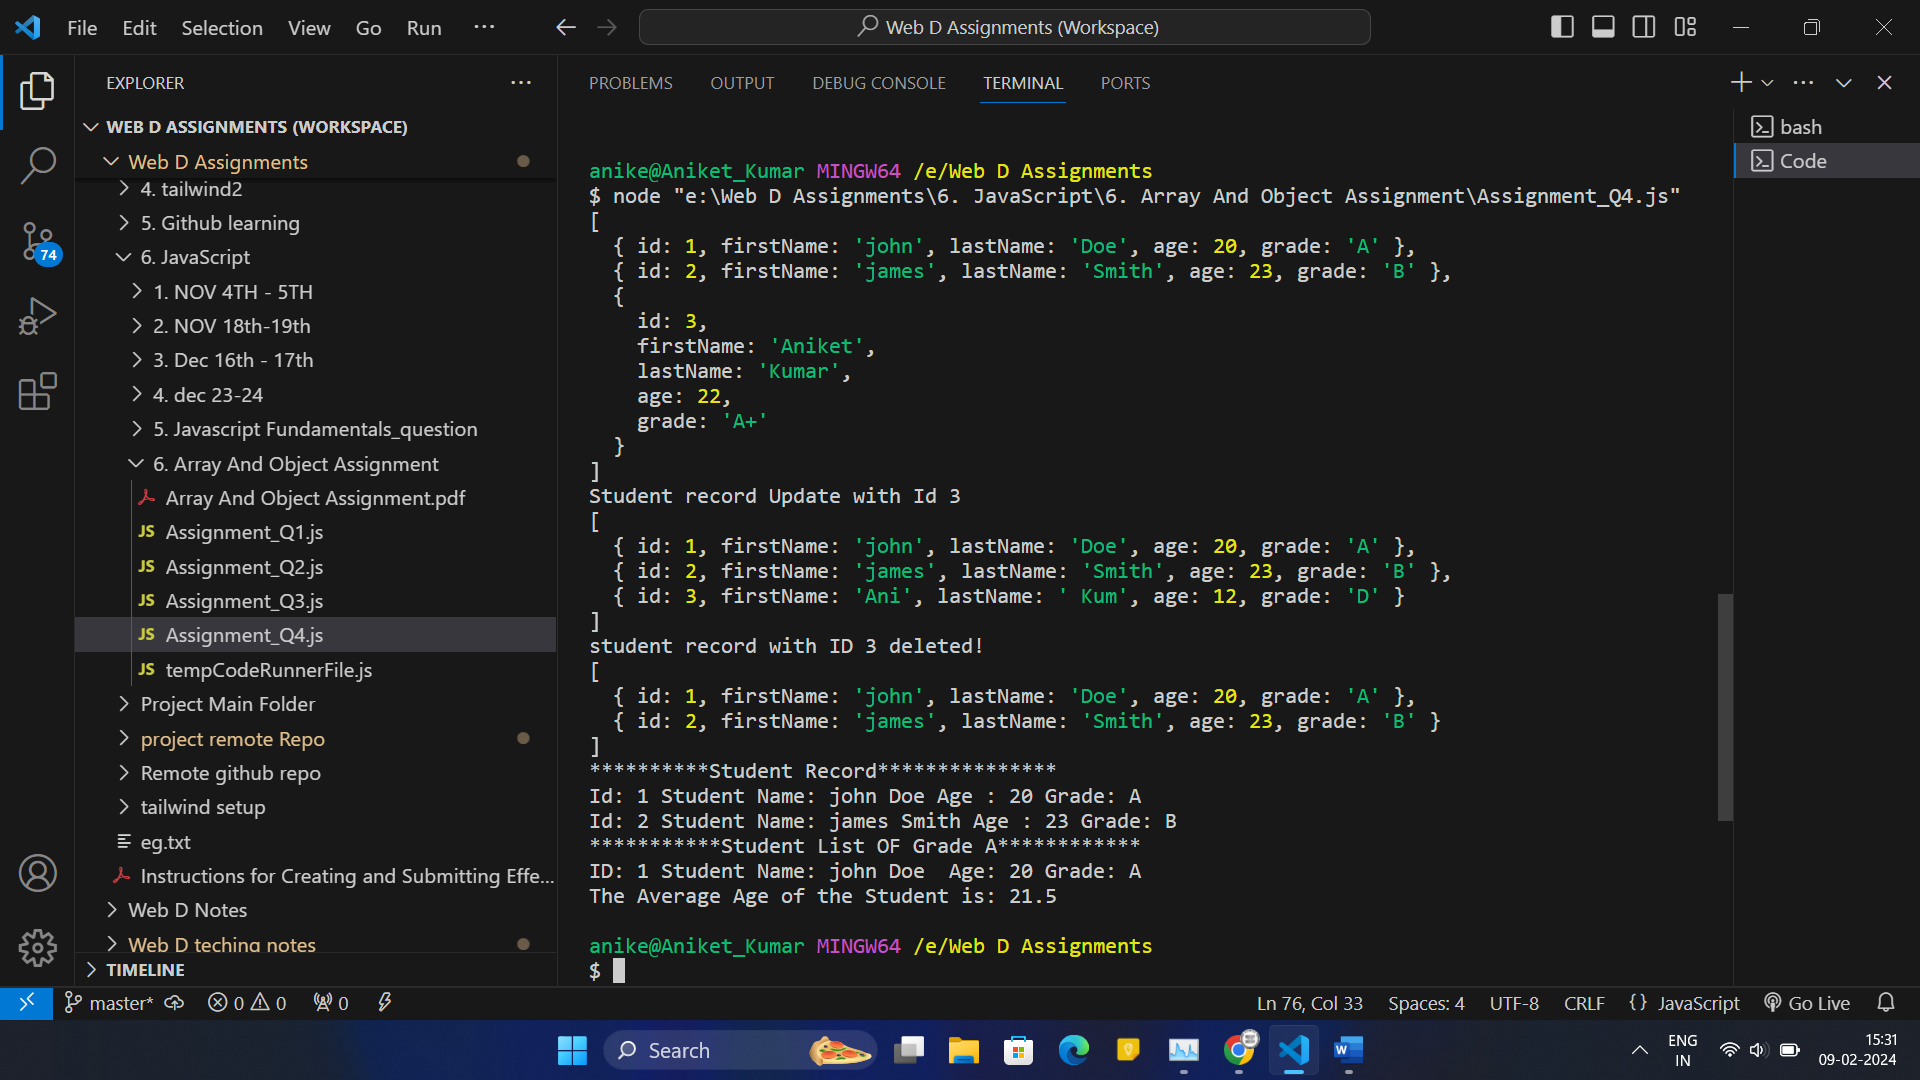 File Edit Selection View Go Run ··· Web D Assignments (Workspace)
EXPLORER ···
WEB D ASSIGNMENTS (WORKSPACE)
Web D Assignments
4. tailwind2
5. Github learning
74
6. JavaScript
1. NOV 4TH - 5TH
2. NOV 18th-19th
3. Dec 16th - 17th
4. dec 23-24
5. Javascript Fundamentals_question
6. Array And Object Assignment
Array And Object Assignment.pdf
JS Assignment_Q1.js
JS Assignment_Q2.js
JS Assignment_Q3.js
JS Assignment_Q4.js
JS tempCodeRunnerFile.js
Project Main Folder
project remote Repo
Remote github repo
tailwind setup
eg.txt
Instructions for Creating and Submitting Effe...
Web D Notes
Web D teching notes
TIMELINE
PROBLEMS OUTPUT DEBUG CONSOLE TERMINAL PORTS
bash
Code
anike@Aniket_Kumar MINGW64 /e/Web D Assignments
$ node "e:\Web D Assignments\6. JavaScript\6. Array And Object Assignment\Assignment_Q4.js"
[
{ id: 1, firstName: 'john', lastName: 'Doe', age: 20, grade: 'A' },
{ id: 2, firstName: 'james', lastName: 'Smith', age: 23, grade: 'B' },
{
id: 3,
firstName: 'Aniket',
lastName: 'Kumar',
age: 22,
grade: 'A+'
}
]
Student record Update with Id 3
[
{ id: 1, firstName: 'john', lastName: 'Doe', age: 20, grade: 'A' },
{ id: 2, firstName: 'james', lastName: 'Smith', age: 23, grade: 'B' },
{ id: 3, firstName: 'Ani', lastName: ' Kum', age: 12, grade: 'D' }
]
student record with ID 3 deleted!
[
{ id: 1, firstName: 'john', lastName: 'Doe', age: 20, grade: 'A' },
{ id: 2, firstName: 'james', lastName: 'Smith', age: 23, grade: 'B' }
]
**********Student Record***************
Id: 1 Student Name: john Doe Age : 20 Grade: A
Id: 2 Student Name: james Smith Age : 23 Grade: B
***********Student List OF Grade A************
ID: 1 Student Name: john Doe  Age: 20 Grade: A
The Average Age of the Student is: 21.5
anike@Aniket_Kumar MINGW64 /e/Web D Assignments
$
master* 0 0 0 Ln 76, Col 33 Spaces: 4 UTF-8 CRLF {} JavaScript Go Live
Search
W
ENG
IN
15:31
09-02-2024